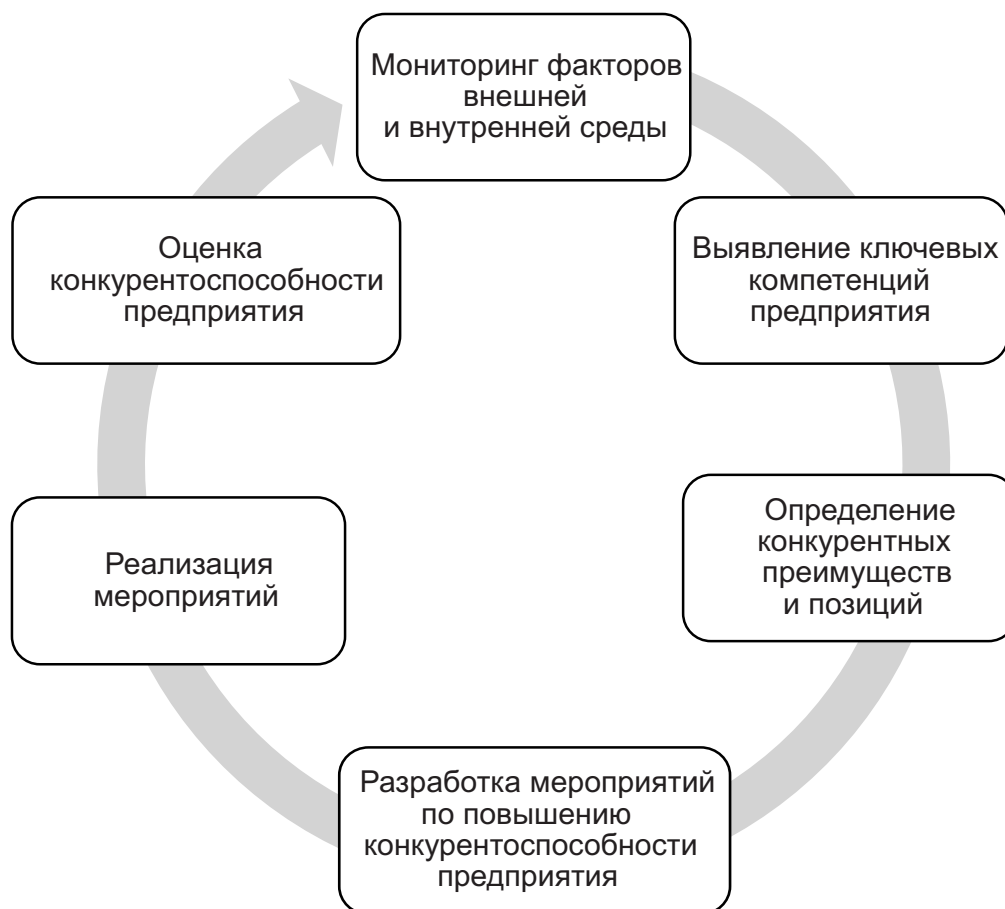 Мониторинг факторов
внешней
и внутренней среды
Выявление ключевых
компетенций
предприятия
Определение
конкурентных
преимуществ
и позиций
Разработка мероприятий
по повышению
конкурентоспособности
предприятия
Реализация
мероприятий
Оценка
конкурентоспособности
предприятия